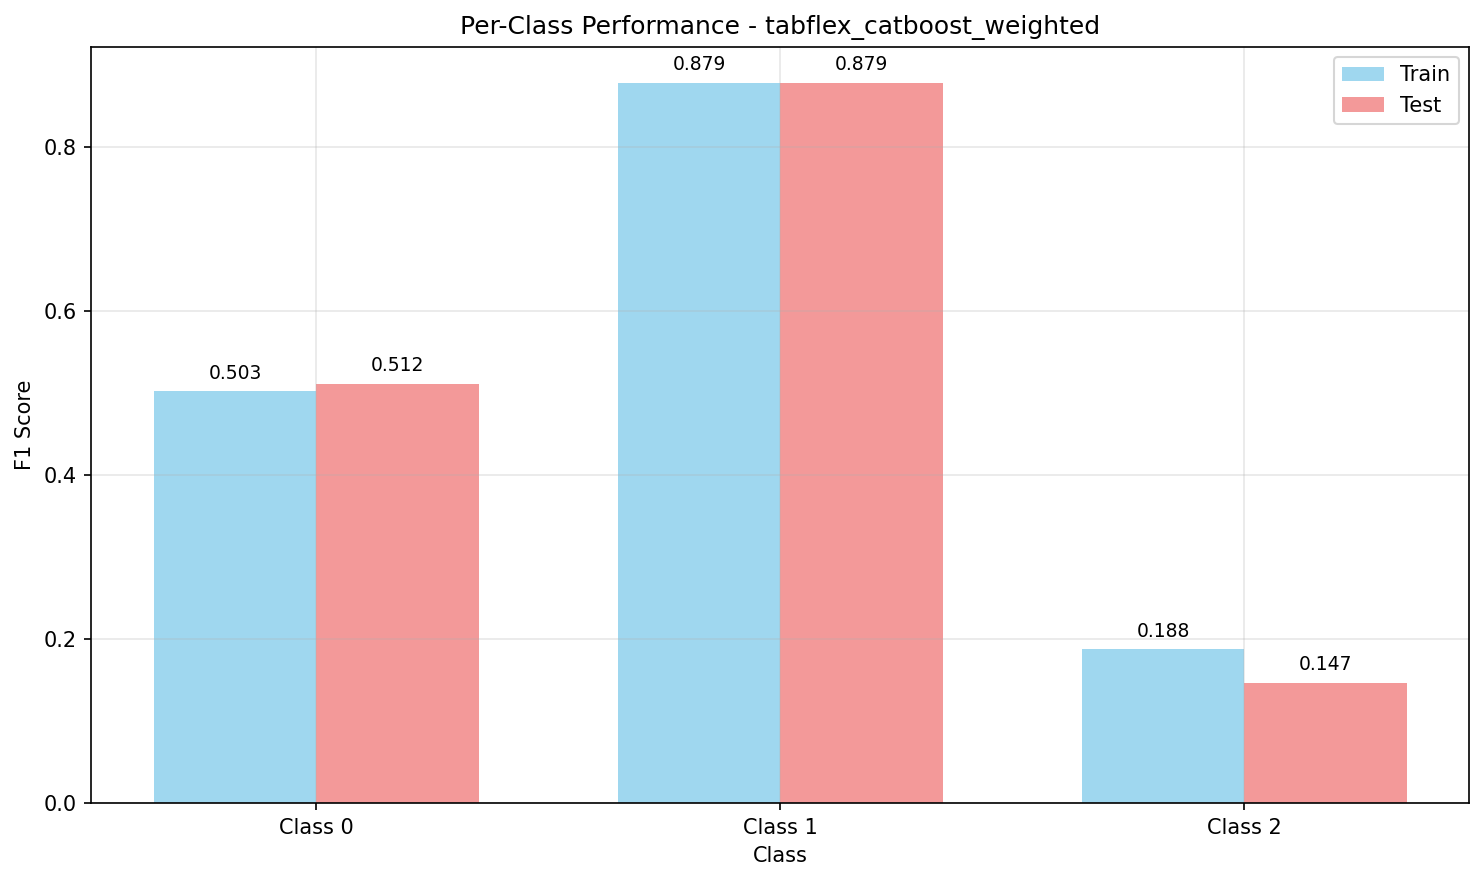 Per-Class Performance - tabflex_catboost_weighted
Train
Test
F1 Score
0.8
0.6
0.4
0.2
0.0
0.503
0.512
0.879
0.879
0.188
0.147
Class 0
Class 1
Class 2
Class